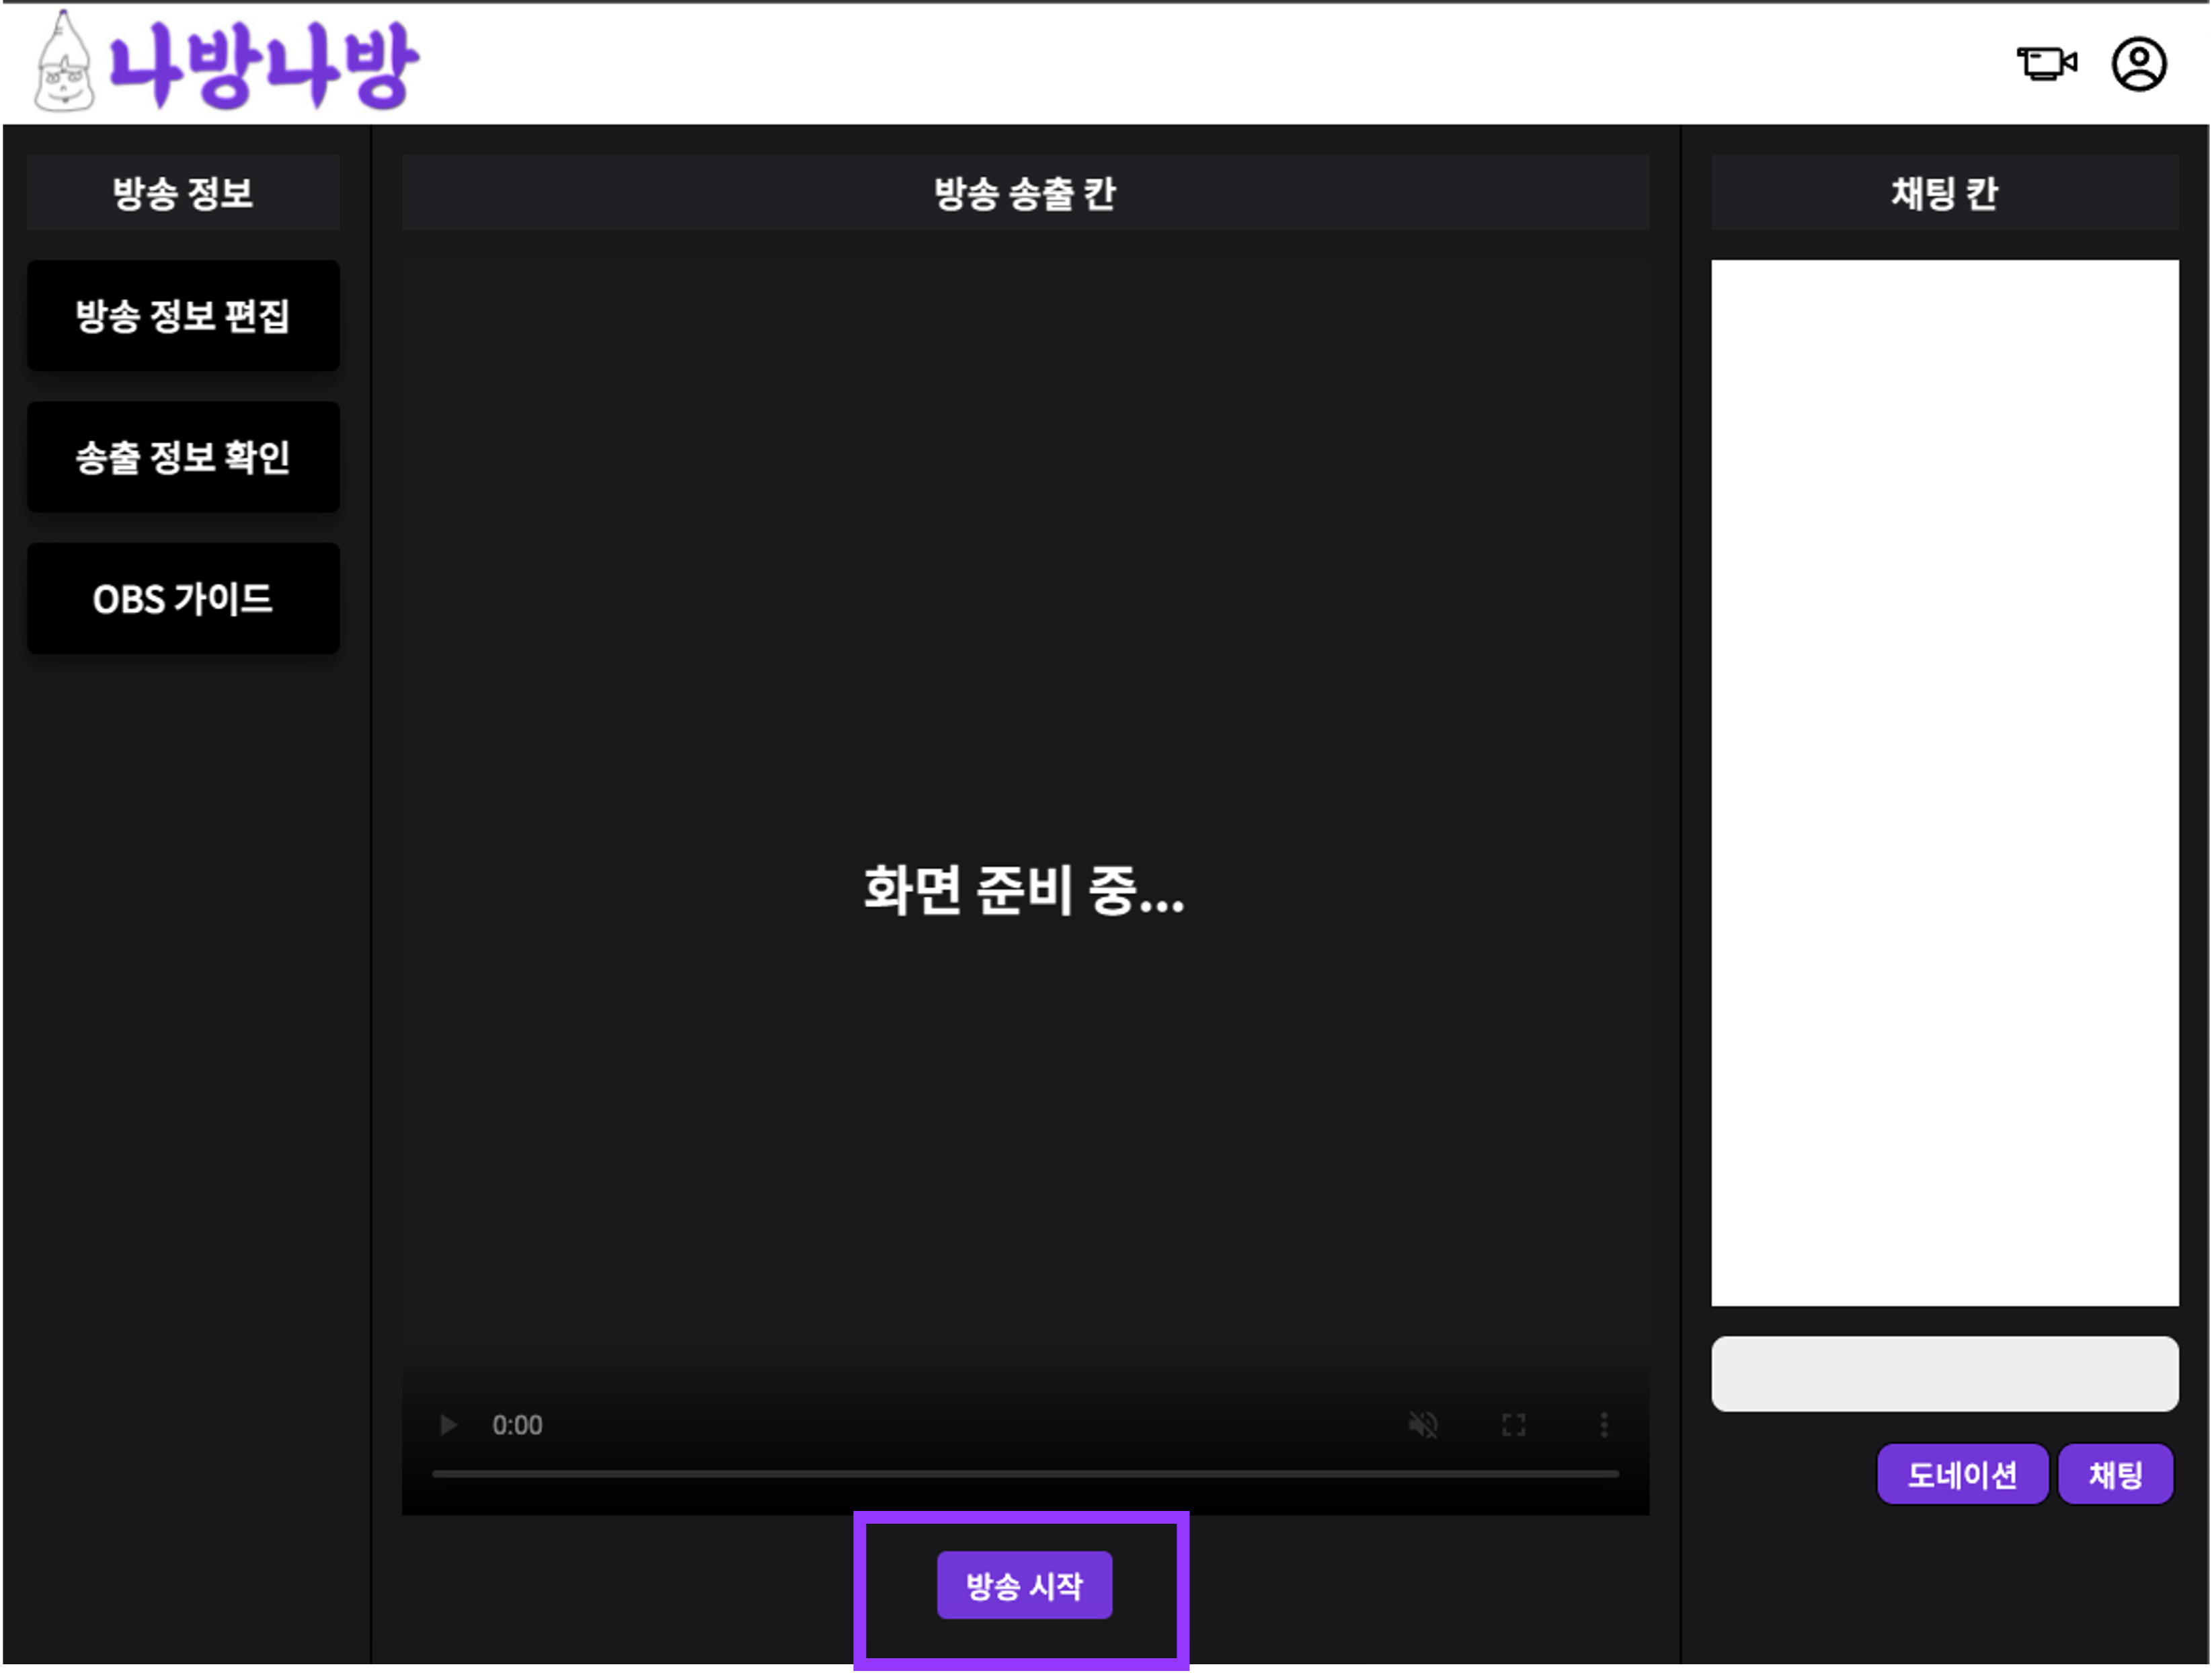 나방나방
방송 정보
방송 정보 편집
송출 정보 확인
OBS 가이드
방송 송출 칸
화면 준비 중...
0:00
방송 시작
채팅 칸
도네이션
채팅